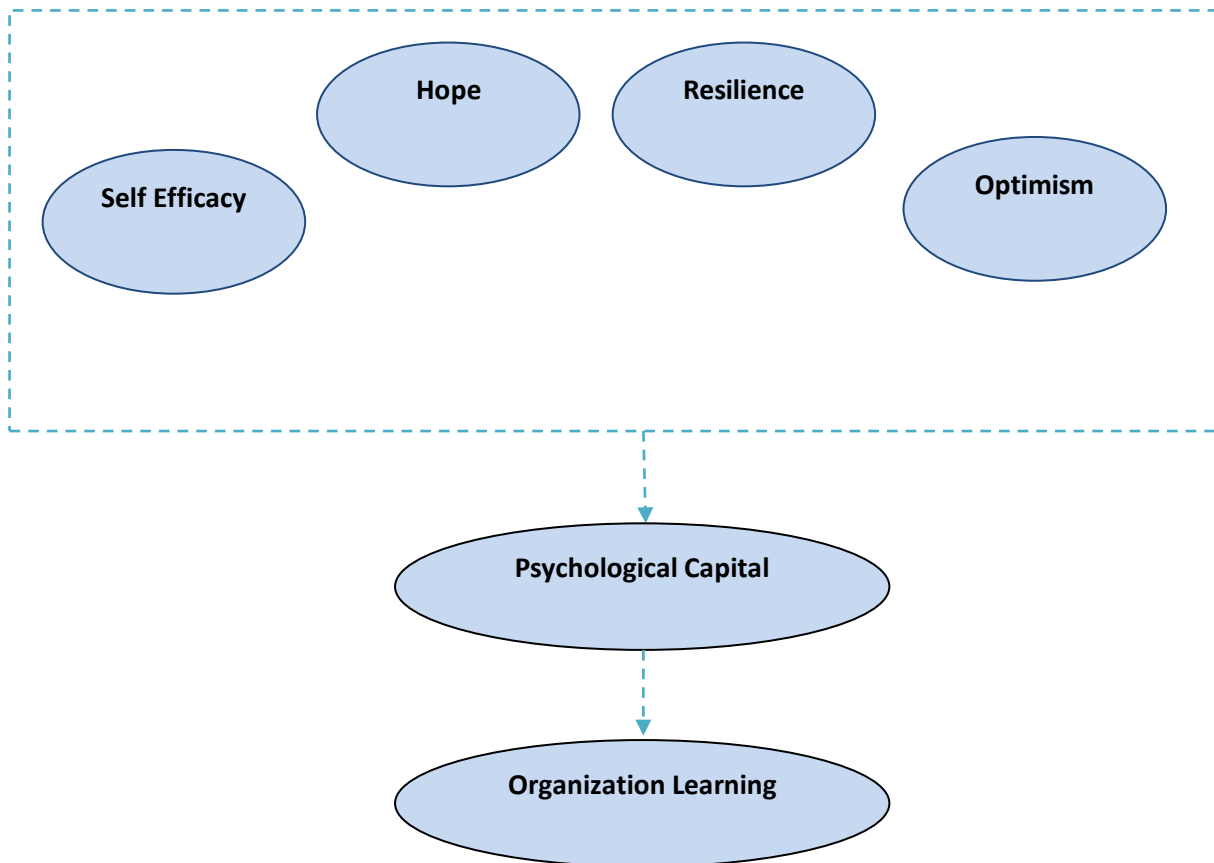 Hope
Resilience
Self Efficacy
Optimism
Psychological Capital
Organization Learning